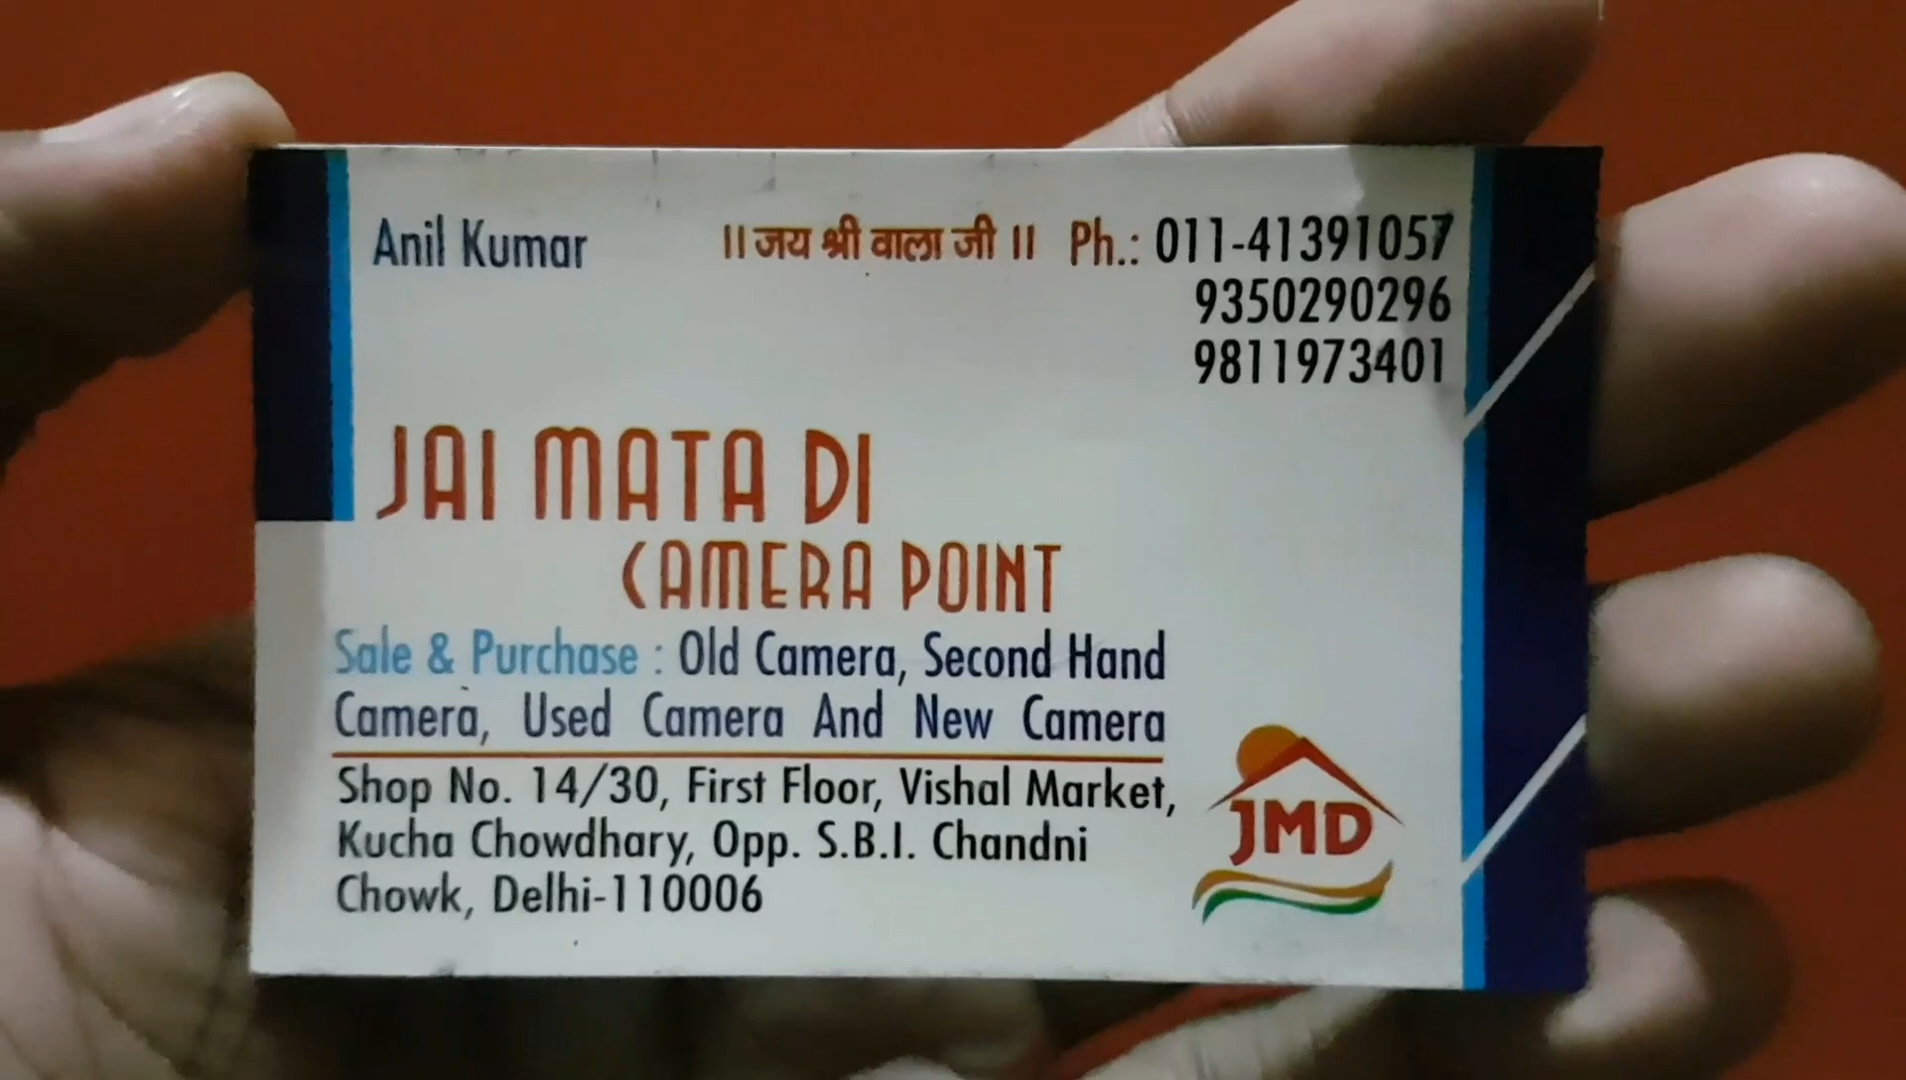 Anil Kumar
।। जय श्री वाला जी ।।
Ph.: 011-41391057
9350290296
9811973401
JAI MATA DI
CAMERA POINT
Sale & Purchase : Old Camera, Second Hand
Camera, Used Camera And New Camera
Shop No. 14/30, First Floor, Vishal Market,
Kucha Chowdhary, Opp. S.B.I. Chandni
Chowk, Delhi-110006
JMD